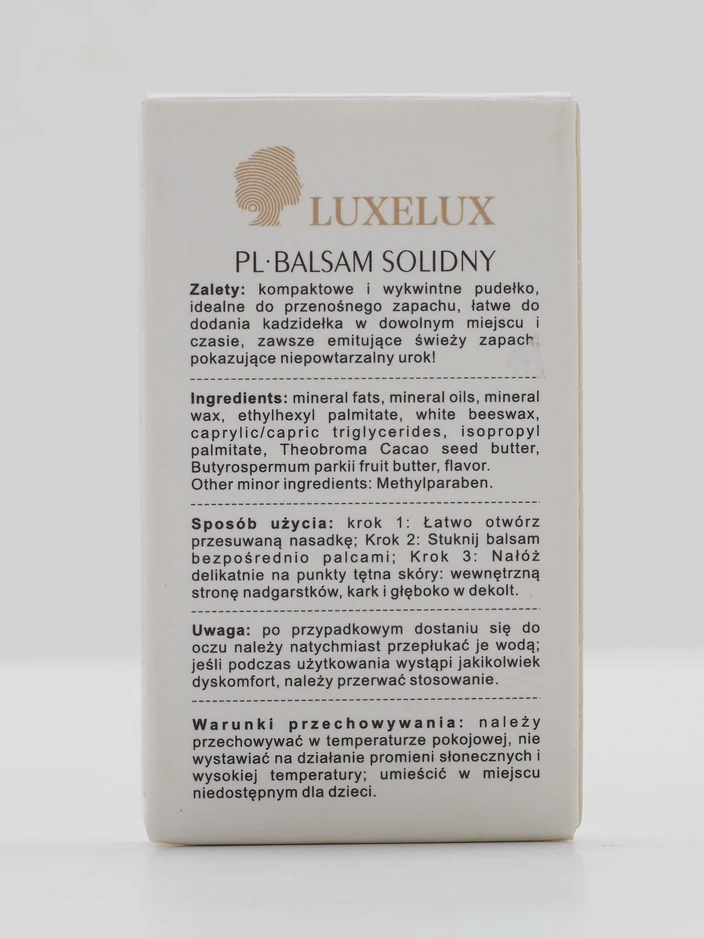 LUXELUX
PL·BALSAM SOLIDNY
Zalety: kompaktowe i wykwintne pudełko,
idealne do przenośnego zapachu, łatwe do
dodania kadzidełka w dowolnym miejscu i
czasie, zawsze emitujące świeży zapach
pokazujące niepowtarzalny urok!
Ingredients: mineral fats, mineral oils, mineral
wax, ethylhexyl palmitate, white beeswax,
caprylic/capric triglycerides, isopropyl
palmitate, Theobroma Cacao seed butter,
Butyrospermum parkii fruit butter, flavor.
Other minor ingredients: Methylparaben.
Sposób użycia: krok 1: Łatwo otwórz
przesuwaną nasadkę; Krok 2: Stuknij balsam
bezpośrednio palcami; Krok 3: Nałóż
delikatnie na punkty tętna skóry: wewnętrzną
stronę nadgarstków, kark i głęboko w dekolt.
Uwaga: po przypadkowym dostaniu się do
oczu należy natychmiast przepłukać je wodą;
jeśli podczas użytkowania wystąpi jakikolwiek
dyskomfort, należy przerwać stosowanie.
Warunki przechowywania: należy
przechowywać w temperaturze pokojowej, nie
wystawiać na działanie promieni słonecznych i
wysokiej temperatury; umieścić w miejscu
niedostępnym dla dzieci.